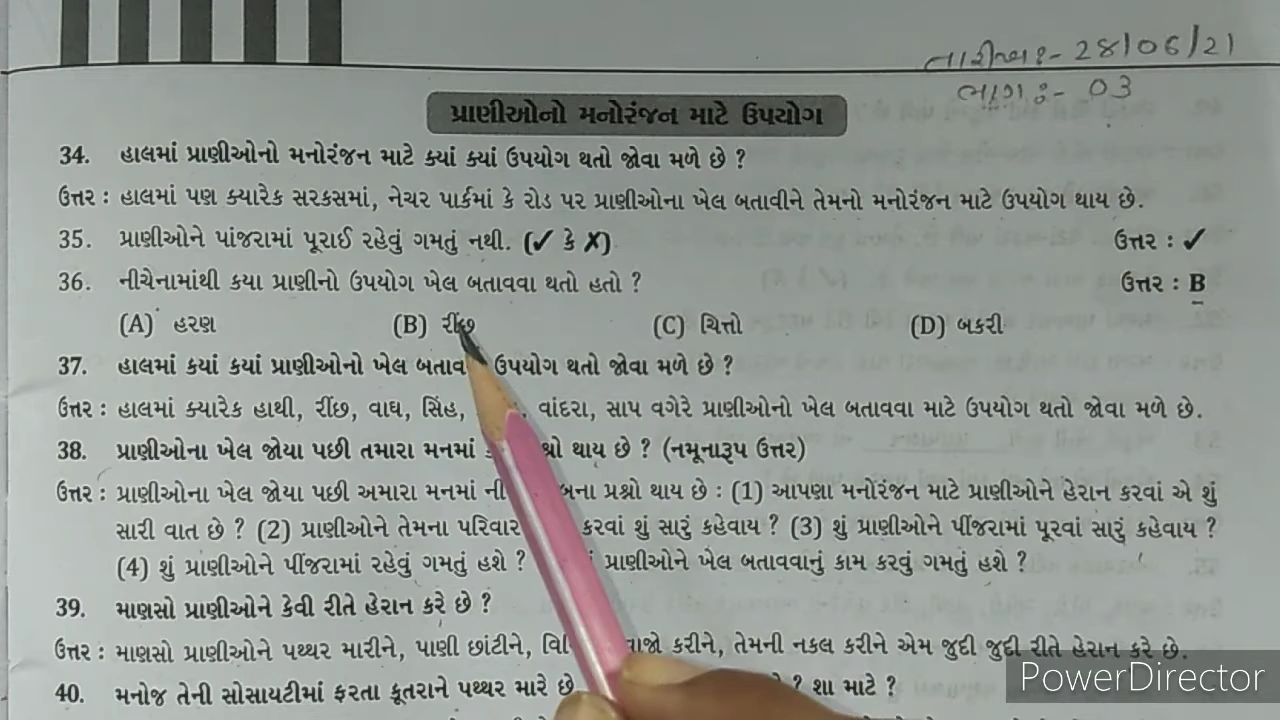 તારીખ:- 28/06/21
ભાગ:- 03
પ્રાણીઓનો મનોરંજન માટે ઉપયોગ
34. હાલમાં પ્રાણીઓનો મનોરંજન માટે ક્યાં ક્યાં ઉપયોગ થતો જોવા મળે છે ?
ઉત્તર : હાલમાં પણ ક્યારેક સરકસમાં, નેચર પાર્કમાં કે રોડ પર પ્રાણીઓના ખેલ બતાવીને તેમનો મનોરંજન માટે ઉપયોગ થાય છે.
35. પ્રાણીઓને પાંજરામાં પૂરાઈ રહેવું ગમતું નથી. (✓ કે ✗) ઉત્તર : ✓
36. નીચેનામાંથી કયા પ્રાણીનો ઉપયોગ ખેલ બતાવવા થતો હતો ? ઉત્તર : B
(A) હરણ (B) રીંછ (C) ચિત્તો (D) બકરી
37. હાલમાં કયાં કયાં પ્રાણીઓનો ખેલ બતાવ ઉપયોગ થતો જોવા મળે છે ?
ઉત્તર : હાલમાં ક્યારેક હાથી, રીંછ, વાઘ, સિંહ, વાંદરા, સાપ વગેરે પ્રાણીઓનો ખેલ બતાવવા માટે ઉપયોગ થતો જોવા મળે છે.
38. પ્રાણીઓના ખેલ જોયા પછી તમારા મનમાં થાય છે ? (નમૂનારૂપ ઉત્તર)
ઉત્તર : પ્રાણીઓના ખેલ જોયા પછી અમારા મનમાં પ્રશ્નો થાય છે : (1) આપણા મનોરંજન માટે પ્રાણીઓને હેરાન કરવાં એ શું
સારી વાત છે ? (2) પ્રાણીઓને તેમના પરિવાર કરવાં શું સારું કહેવાય ? (3) શું પ્રાણીઓને પીંજરામાં પૂરવાં સારું કહેવાય ?
(4) શું પ્રાણીઓને પીંજરામાં રહેવું ગમતું હશે ? પ્રાણીઓને ખેલ બતાવવાનું કામ કરવું ગમતું હશે ?
39. માણસો પ્રાણીઓને કેવી રીતે હેરાન કરે છે ?
ઉત્તર : માણસો પ્રાણીઓને પથ્થર મારીને, પાણી છાંટીને, કરીને, તેમની નકલ કરીને એમ જુદી જુદી રીતે હેરાન કરે છે.
40. મનોજ તેની સોસાયટીમાં ફરતા કૂતરાને પથ્થર મારે છે ? શા માટે ?
PowerDirector